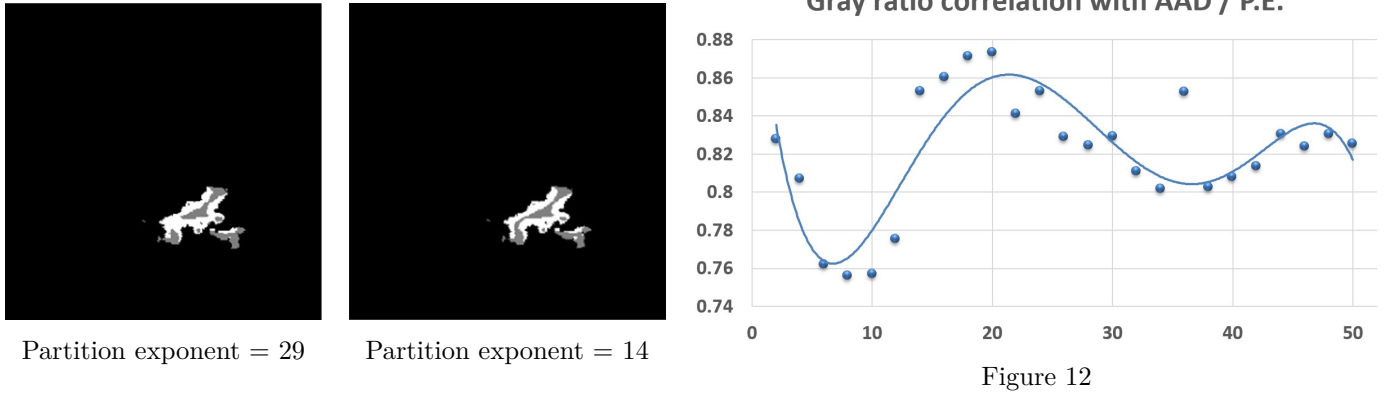 Partition exponent = 29
Partition exponent = 14
Gray ratio correlation with AAD / P.E.
0.88
0.86
0.84
0.82
0.8
0.78
0.76
0.74
0 10 20 30 40 50
Figure 12